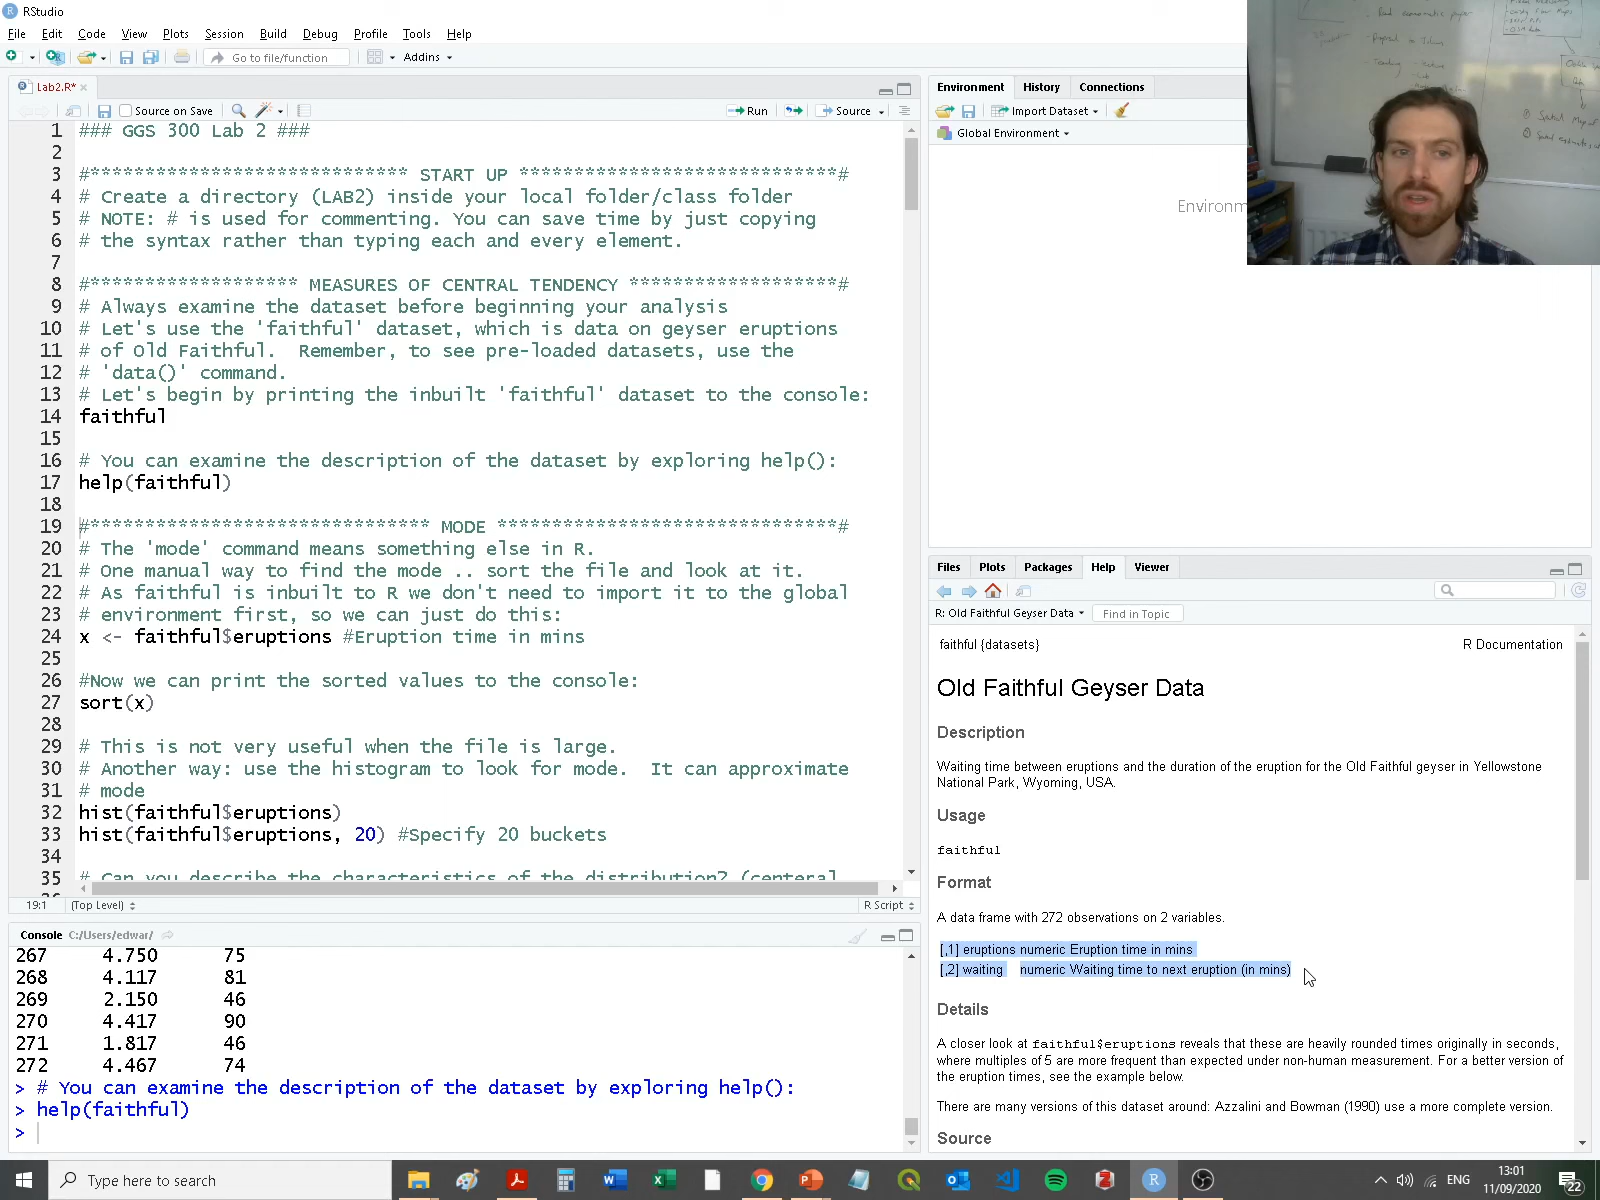 RStudio
File Edit Code View Plots Session Build Debug Profile Tools Help
Go to file/function Addins
Lab2.R*
Source on Save Run Source
1 ### GGS 300 Lab 2 ###
2
3 #***************************** START UP *****************************#
4 # Create a directory (LAB2) inside your local folder/class folder
5 # NOTE: # is used for commenting. You can save time by just copying
6 # the syntax rather than typing each and every element.
7
8 #******************* MEASURES OF CENTRAL TENDENCY *******************#
9 # Always examine the dataset before beginning your analysis
10 # Let's use the 'faithful' dataset, which is data on geyser eruptions
11 # of Old Faithful.  Remember, to see pre-loaded datasets, use the
12 # 'data()' command.
13 # Let's begin by printing the inbuilt 'faithful' dataset to the console:
14 faithful
15
16 # You can examine the description of the dataset by exploring help():
17 help(faithful)
18
19 #******************************* MODE *******************************#
20 # The 'mode' command means something else in R.
21 # One manual way to find the mode .. sort the file and look at it.
22 # As faithful is inbuilt to R we don't need to import it to the global
23 # environment first, so we can just do this:
24 x <- faithful$eruptions #Eruption time in mins
25
26 #Now we can print the sorted values to the console:
27 sort(x)
28
29 # This is not very useful when the file is large.
30 # Another way: use the histogram to look for mode.  It can approximate
31 # mode
32 hist(faithful$eruptions)
33 hist(faithful$eruptions, 20) #Specify 20 buckets
34
35 # Can you describe the characteristics of the distribution? (centeral
19:1 (Top Level) R Script
Console C:/Users/edwar/
267 4.750 75
268 4.117 81
269 2.150 46
270 4.417 90
271 1.817 46
272 4.467 74
> # You can examine the description of the dataset by exploring help():
> help(faithful)
>
Environment History Connections
Import Dataset
Global Environment
Environm
Files Plots Packages Help Viewer
R: Old Faithful Geyser Data Find in Topic
faithful {datasets} R Documentation
Old Faithful Geyser Data
Description
Waiting time between eruptions and the duration of the eruption for the Old Faithful geyser in Yellowstone
National Park, Wyoming, USA.
Usage
faithful
Format
A data frame with 272 observations on 2 variables.
[,1] eruptions numeric Eruption time in mins
[,2] waiting numeric Waiting time to next eruption (in mins)
Details
A closer look at faithful$eruptions reveals that these are heavily rounded times originally in seconds,
where multiples of 5 are more frequent than expected under non-human measurement. For a better version of
the eruption times, see the example below.
There are many versions of this dataset around: Azzalini and Bowman (1990) use a more complete version.
Source
Type here to search
ENG
13:01
11/09/2020
22